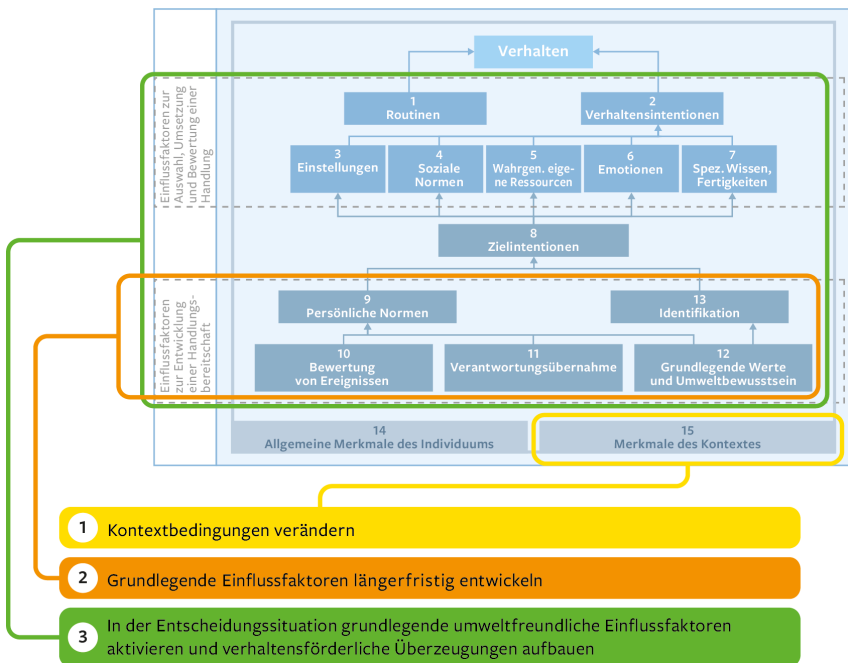 Verhalten
Einflussfaktoren zur
Auswahl, Umsetzung
und Bewertung einer
Handlung
1
Routinen
2
Verhaltensintentionen
3
Einstellungen
4
Soziale
Normen
5
Wahrgen. eige-
ne Ressourcen
6
Emotionen
7
Spez. Wissen,
Fertigkeiten
8
Zielintentionen
Einflussfaktoren
zur Entwicklung
einer Handlungs-
bereitschaft
9
Persönliche Normen
13
Identifikation
10
Bewertung
von Ereignissen
11
Verantwortungsübernahme
12
Grundlegende Werte
und Umweltbewusstsein
14
Allgemeine Merkmale des Individuums
15
Merkmale des Kontextes
1 Kontextbedingungen verändern
2 Grundlegende Einflussfaktoren längerfristig entwickeln
3 In der Entscheidungssituation grundlegende umweltfreundliche Einflussfaktoren
aktivieren und verhaltensförderliche Überzeugungen aufbauen